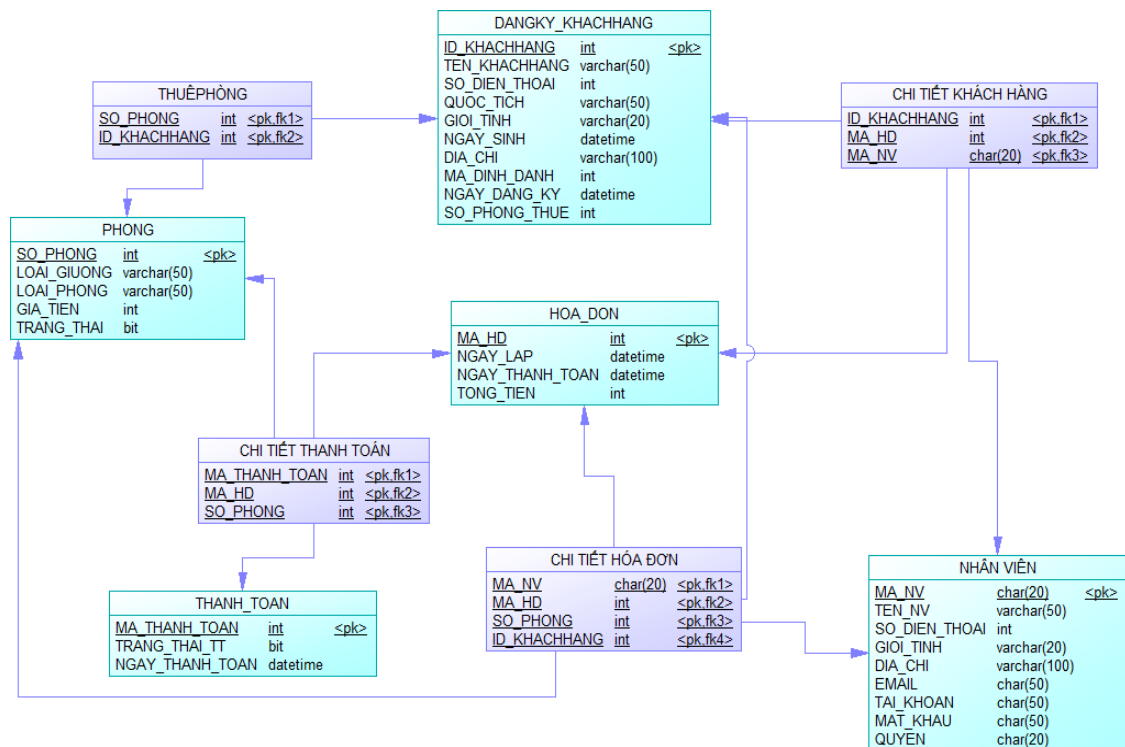 DANGKY_KHACHHANG
ID_KHACHHANG int <pk>
TEN_KHACHHANG varchar(50)
SO_DIEN_THOAI int
QUOC_TICH varchar(50)
GIOI_TINH varchar(20)
NGAY_SINH datetime
DIA_CHI varchar(100)
MA_DINH_DANH int
NGAY_DANG_KY datetime
SO_PHONG_THUE int
THUÊPHÒNG
SO_PHONG int <pk,fk1>
ID_KHACHHANG int <pk,fk2>
CHI TIẾT KHÁCH HÀNG
ID_KHACHHANG int <pk,fk1>
MA_HD int <pk,fk2>
MA_NV char(20) <pk,fk3>
PHONG
SO_PHONG int <pk>
LOAI_GIUONG varchar(50)
LOAI_PHONG varchar(50)
GIA_TIEN int
TRANG_THAI bit
HOA_DON
MA_HD int <pk>
NGAY_LAP datetime
NGAY_THANH_TOAN datetime
TONG_TIEN int
CHI TIẾT THANH TOÁN
MA_THANH_TOAN int <pk,fk1>
MA_HD int <pk,fk2>
SO_PHONG int <pk,fk3>
CHI TIẾT HÓA ĐƠN
MA_NV char(20) <pk,fk1>
MA_HD int <pk,fk2>
SO_PHONG int <pk,fk3>
ID_KHACHHANG int <pk,fk4>
NHÂN VIÊN
MA_NV char(20) <pk>
TEN_NV varchar(50)
SO_DIEN_THOAI int
GIOI_TINH varchar(20)
DIA_CHI varchar(100)
EMAIL char(50)
TAI_KHOAN char(50)
MAT_KHAU char(50)
QUYEN char(20)
THANH_TOAN
MA_THANH_TOAN int <pk>
TRANG_THAI_TT bit
NGAY_THANH_TOAN datetime